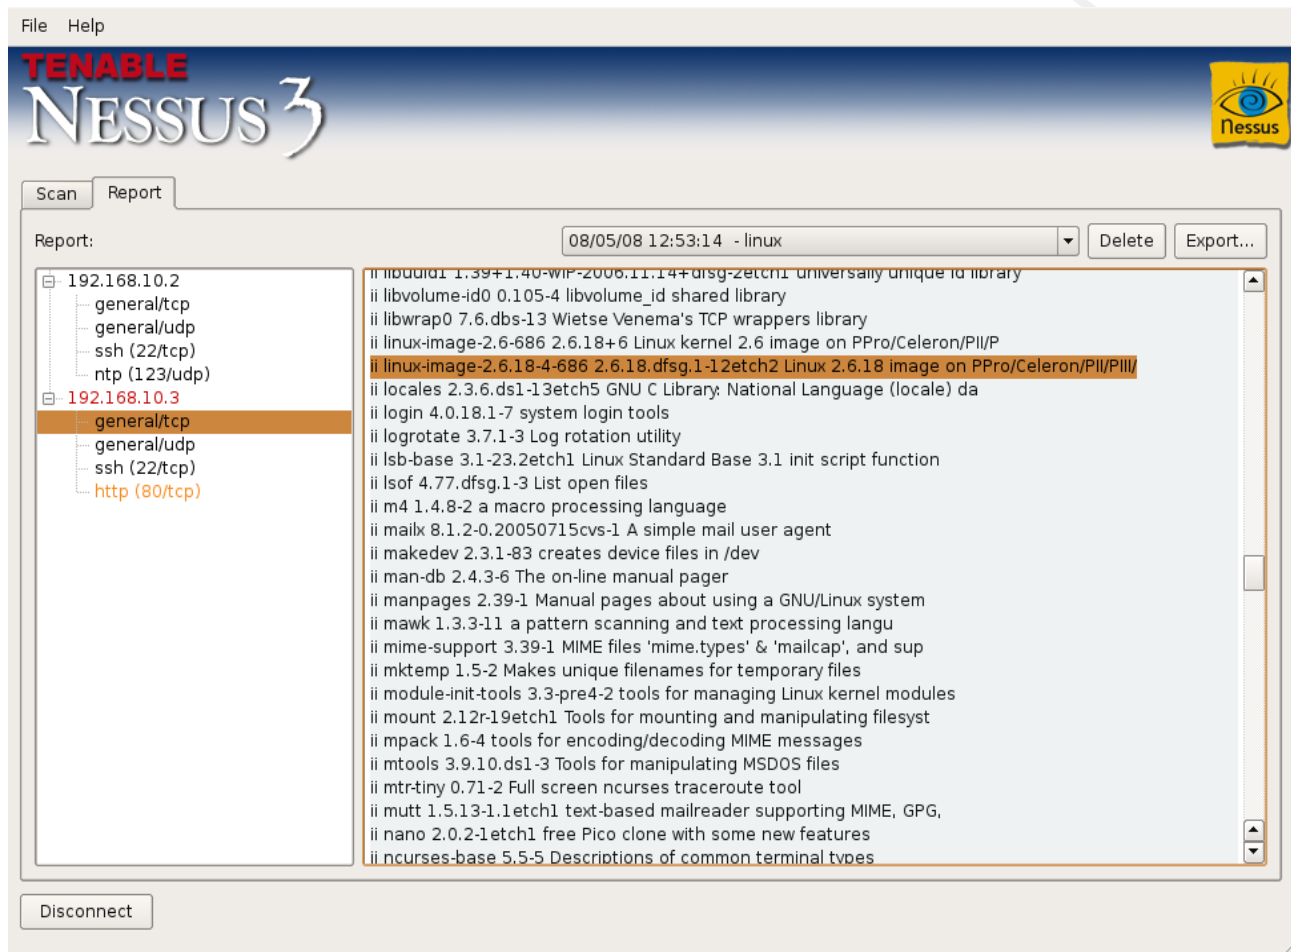 File Help
TENABLE
NESSUS 3
Nessus
Scan Report
Report: 08/05/08 12:53:14 - linux Delete Export...
192.168.10.2
general/tcp
general/udp
ssh (22/tcp)
ntp (123/udp)
192.168.10.3
general/tcp
general/udp
ssh (22/tcp)
http (80/tcp)
ii libuuid1 1.39+1.40-WIP-2006.11.14+dfsg-2etch1 universally unique id library
ii libvolume-id0 0.105-4 libvolume_id shared library
ii libwrap0 7.6.dbs-13 Wietse Venema's TCP wrappers library
ii linux-image-2.6-686 2.6.18+6 Linux kernel 2.6 image on PPro/Celeron/PII/P
ii linux-image-2.6.18-4-686 2.6.18.dfsg.1-12etch2 Linux 2.6.18 image on PPro/Celeron/PII/PIII/
ii locales 2.3.6.ds1-13etch5 GNU C Library: National Language (locale) da
ii login 4.0.18.1-7 system login tools
ii logrotate 3.7.1-3 Log rotation utility
ii lsb-base 3.1-23.2etch1 Linux Standard Base 3.1 init script function
ii lsof 4.77.dfsg.1-3 List open files
ii m4 1.4.8-2 a macro processing language
ii mailx 8.1.2-0.20050715cvs-1 A simple mail user agent
ii makedev 2.3.1-83 creates device files in /dev
ii man-db 2.4.3-6 The on-line manual pager
ii manpages 2.39-1 Manual pages about using a GNU/Linux system
ii mawk 1.3.3-11 a pattern scanning and text processing langu
ii mime-support 3.39-1 MIME files 'mime.types' & 'mailcap', and sup
ii mktemp 1.5-2 Makes unique filenames for temporary files
ii module-init-tools 3.3-pre4-2 tools for managing Linux kernel modules
ii mount 2.12r-19etch1 Tools for mounting and manipulating filesyst
ii mpack 1.6-4 tools for encoding/decoding MIME messages
ii mtools 3.9.10.ds1-3 Tools for manipulating MSDOS files
ii mtr-tiny 0.71-2 Full screen ncurses traceroute tool
ii mutt 1.5.13-1.1etch1 text-based mailreader supporting MIME, GPG,
ii nano 2.0.2-1etch1 free Pico clone with some new features
ii ncurses-base 5.5-5 Descriptions of common terminal types
Disconnect